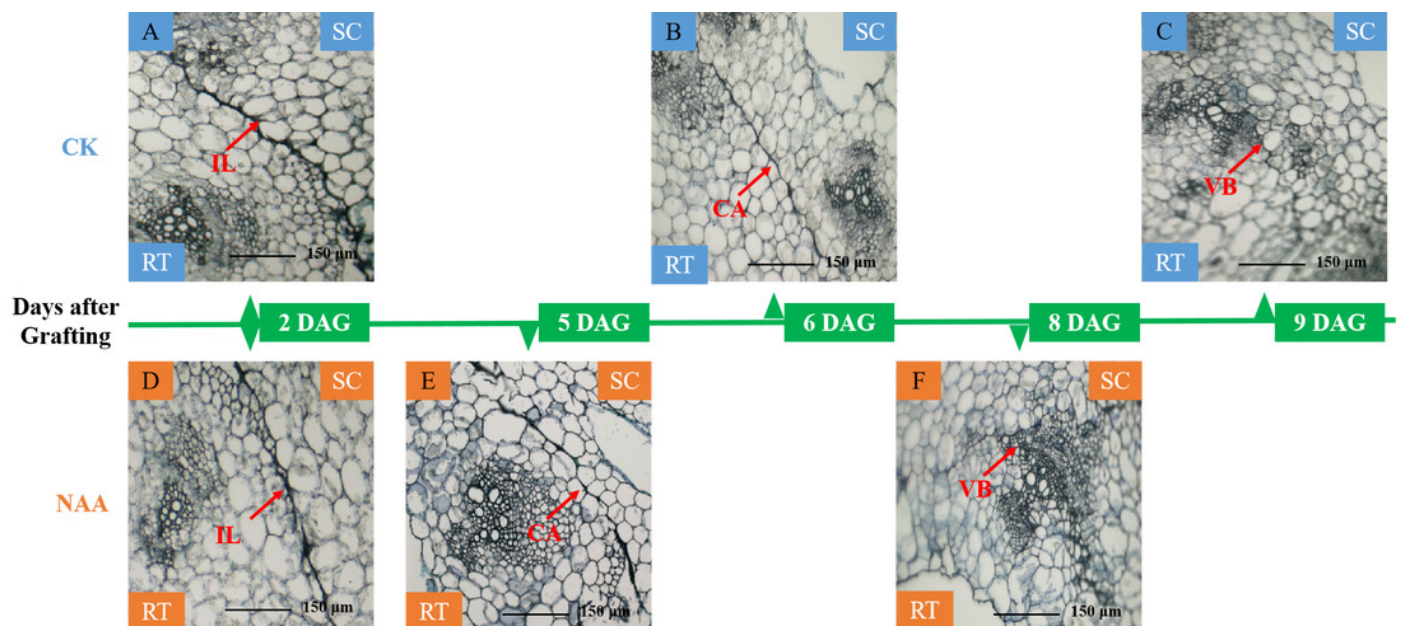 A SC
B SC
C SC
CK
IL
CA
VB
RT 150 μm
RT 150 μm
RT 150 μm
Days after
Grafting
2 DAG
5 DAG
6 DAG
8 DAG
9 DAG
D SC
E SC
F SC
NAA
IL
CA
VB
RT 150 μm
RT 150 μm
RT 150 μm